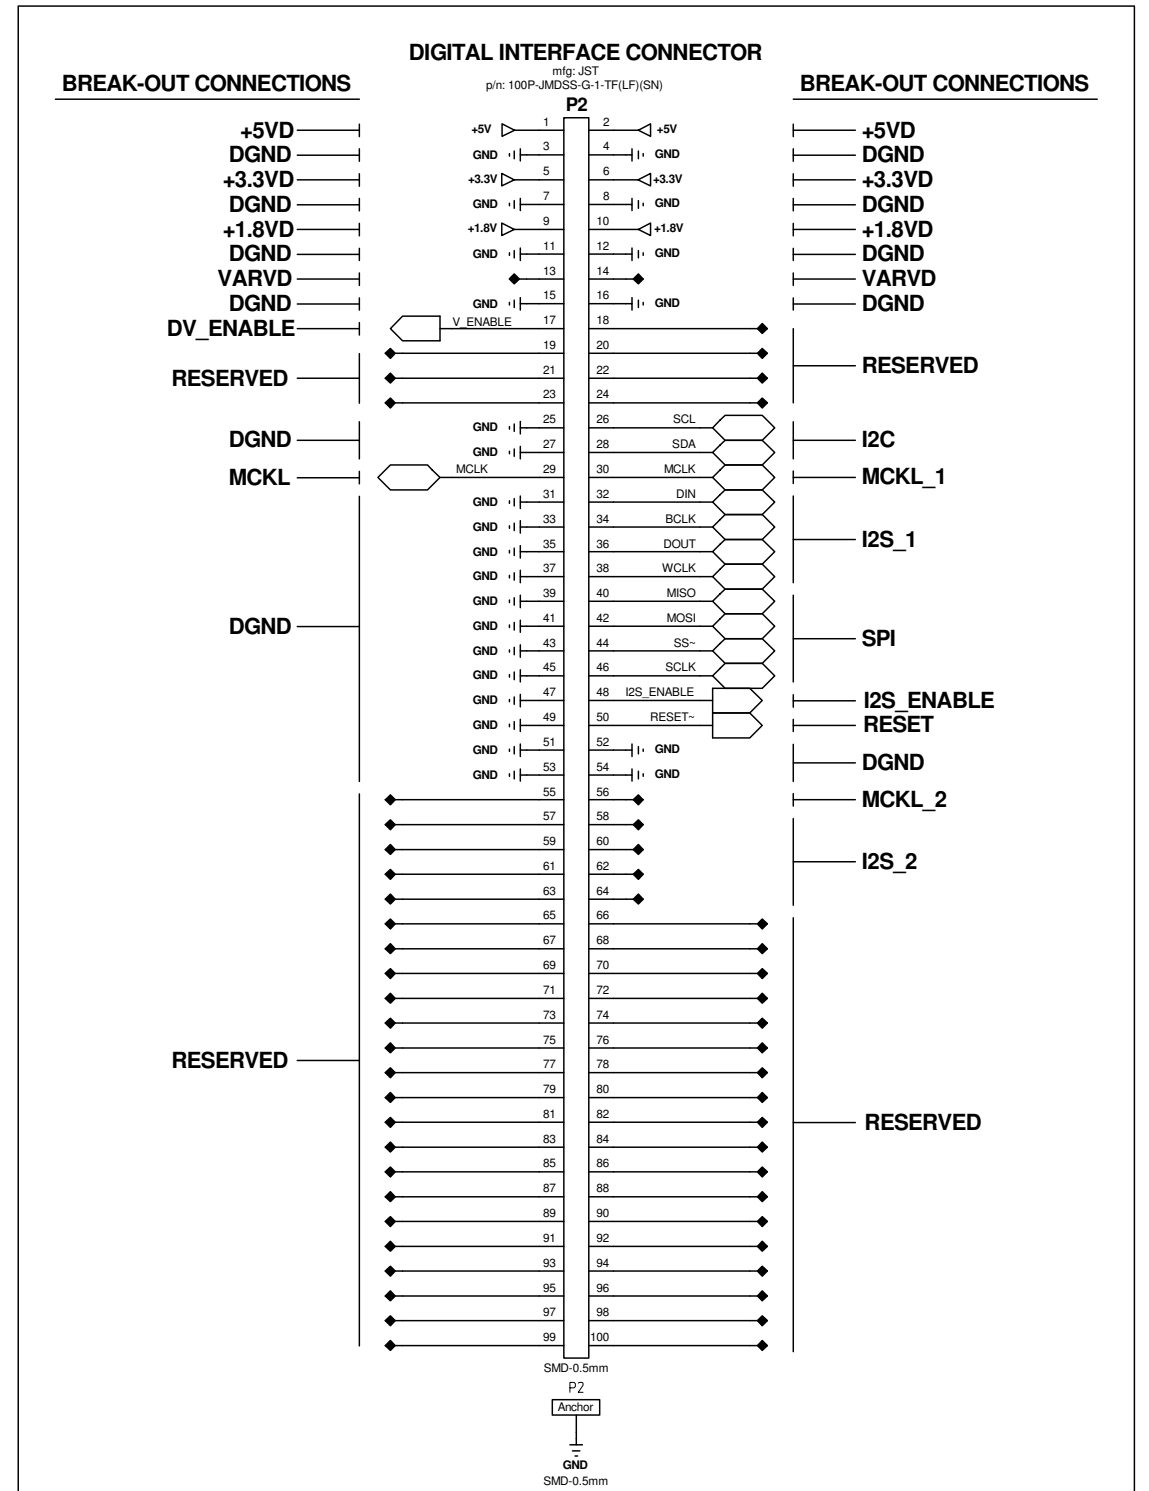 DIGITAL INTERFACE CONNECTOR
mfg: JST
p/n: 100P-JMDSS-G-1-TF(LF)(SN)
BREAK-OUT CONNECTIONS BREAK-OUT CONNECTIONS
P2
+5VD +5V 1 2 +5V +5VD
DGND GND 3 4 GND DGND
+3.3VD +3.3V 5 6 +3.3V +3.3VD
DGND GND 7 8 GND DGND
+1.8VD +1.8V 9 10 +1.8V +1.8VD
DGND GND 11 12 GND DGND
VARVD 13 14 VARVD
DGND GND 15 16 GND DGND
DV_ENABLE V_ENABLE 17 18
19 20
RESERVED 21 22 RESERVED
23 24
GND 25 26 SCL
DGND GND 27 28 SDA I2C
MCKL MCLK 29 30 MCLK MCKL_1
GND 31 32 DIN
GND 33 34 BCLK
GND 35 36 DOUT I2S_1
GND 37 38 WCLK
GND 39 40 MISO
DGND GND 41 42 MOSI
GND 43 44 SS~ SPI
GND 45 46 SCLK
GND 47 48 I2S_ENABLE I2S_ENABLE
GND 49 50 RESET~ RESET
GND 51 52 GND
GND 53 54 GND DGND
55 56 MCKL_2
57 58
59 60
61 62 I2S_2
63 64
65 66
67 68
69 70
71 72
73 74
75 76
RESERVED 77 78
79 80
81 82 RESERVED
83 84
85 86
87 88
89 90
91 92
93 94
95 96
97 98
99 100
SMD-0.5mm
P2
Anchor
GND
SMD-0.5mm